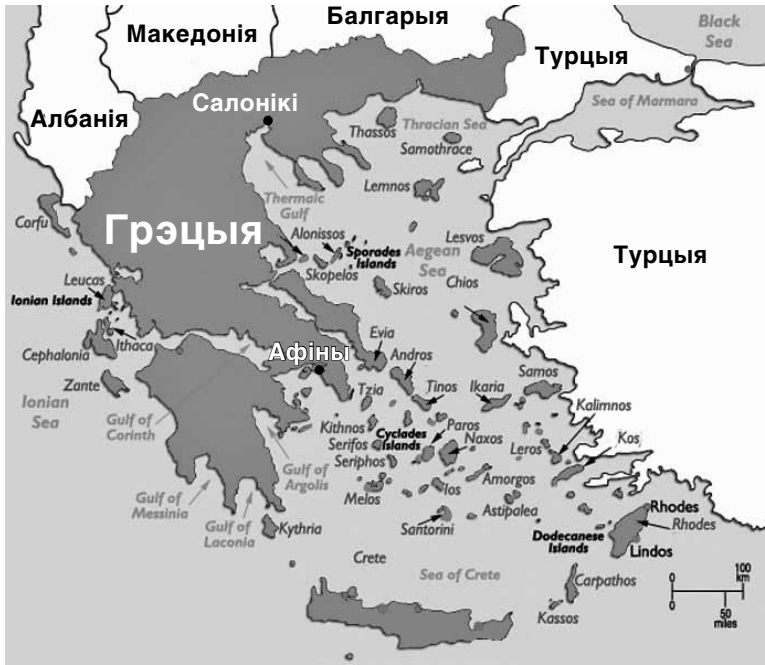 Балгарыя
Македонія
Турцыя
Black
Sea
Албанія
Салонікі
Sea of Marmara
Thassos
Thracian Sea
Samothrace
Thermaic
Gulf
Lemnos
Corfu
Грэцыя
Alonissos
Sporades
Islands
Aegean
Sea
Lesvos
Турцыя
Skopelos
Skiros
Chios
Leucas
Ionian Islands
Ithaca
Cephalonia
Evia
Афіны
Andros
Zante
Tzia
Tinos
Ikaria
Samos
Ionian
Sea
Gulf of
Corinth
Kithnos
Serifos
Seriphos
Cyclades
Islands
Paros
Naxos
Kalimnos
Leros
Kos
Gulf of
Argolis
Melos
Ios
Amorgos
Gulf of
Messinia
Gulf of
Laconia
Kythria
Santorini
Astipalea
Rhodes
Rhodes
Dodecanese
Islands
Lindos
Crete
Sea of Crete
Carpathos
Kassos
0
100
km
0
50
miles